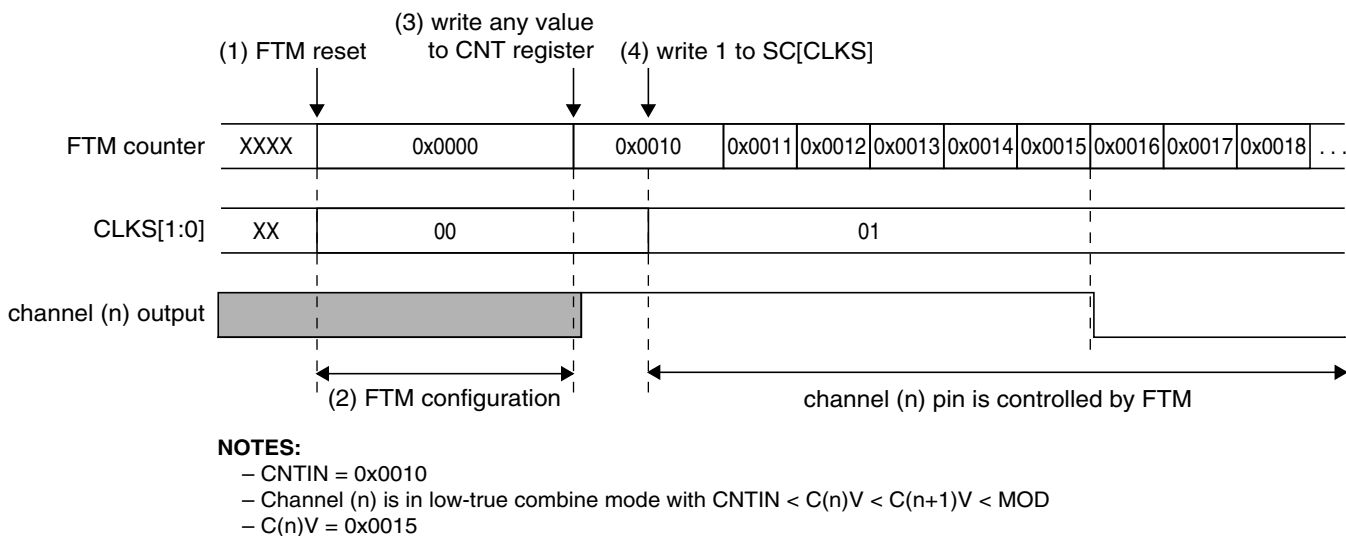 (3) write any value
(1) FTM reset to CNT register (4) write 1 to SC[CLKS]
FTM counter XXXX 0x0000 0x0010 0x0011 0x0012 0x0013 0x0014 0x0015 0x0016 0x0017 0x0018 . . .
CLKS[1:0] XX 00 01
channel (n) output
(2) FTM configuration channel (n) pin is controlled by FTM
NOTES:
– CNTIN = 0x0010
– Channel (n) is in low-true combine mode with CNTIN < C(n)V < C(n+1)V < MOD
– C(n)V = 0x0015